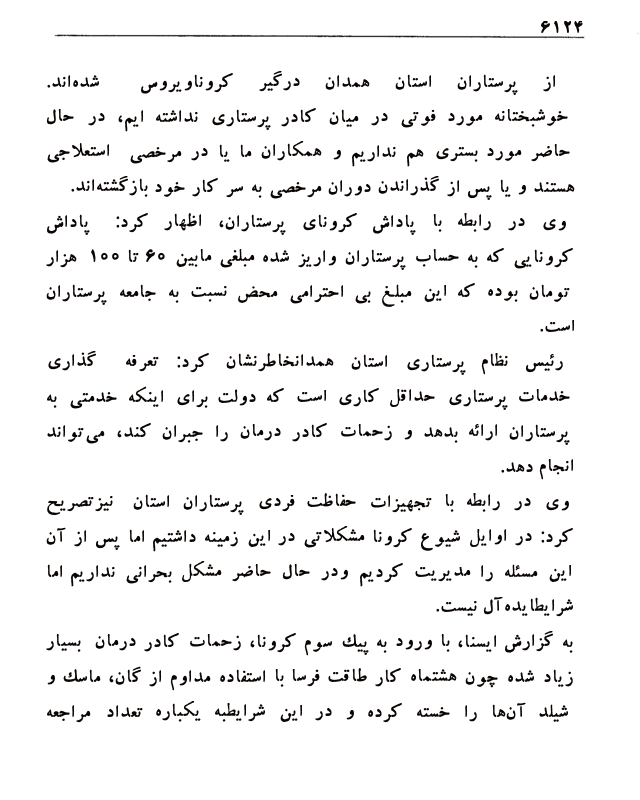 ۶۱۲۴
از پرستاران استان همدان درگیر کروناویروس شده‌اند.
خوشبختانه مورد فوتی در میان کادر پرستاری نداشته ایم، در حال
حاضر مورد بستری هم نداریم و همکاران ما یا در مرخصی استعلاجی
هستند و یا پس از گذراندن دوران مرخصی به سر کار خود بازگشته‌اند.
وی در رابطه با پاداش کرونای پرستاران، اظهار کرد: پاداش
کرونایی که به حساب پرستاران واریز شده مبلغی مابین ۶۰ تا ۱۰۰ هزار
تومان بوده که این مبلغ بی احترامی محض نسبت به جامعه پرستاران
است.
رئیس نظام پرستاری استان همدانخاطرنشان کرد: تعرفه گذاری
خدمات پرستاری حداقل کاری است که دولت برای اینکه خدمتی به
پرستاران ارائه بدهد و زحمات کادر درمان را جبران کند، می‌تواند
انجام دهد.
وی در رابطه با تجهیزات حفاظت فردی پرستاران استان نیزتصریح
کرد: در اوایل شیوع کرونا مشکلاتی در این زمینه داشتیم اما پس از آن
این مسئله را مدیریت کردیم ودر حال حاضر مشکل بحرانی نداریم اما
شرایطایده‌آل نیست.
به گزارش ایسنا، با ورود به پیك سوم کرونا، زحمات کادر درمان بسیار
زیاد شده چون هشتماه کار طاقت فرسا با استفاده مداوم از گان، ماسك و
شیلد آن‌ها را خسته کرده و در این شرایطبه یکباره تعداد مراجعه